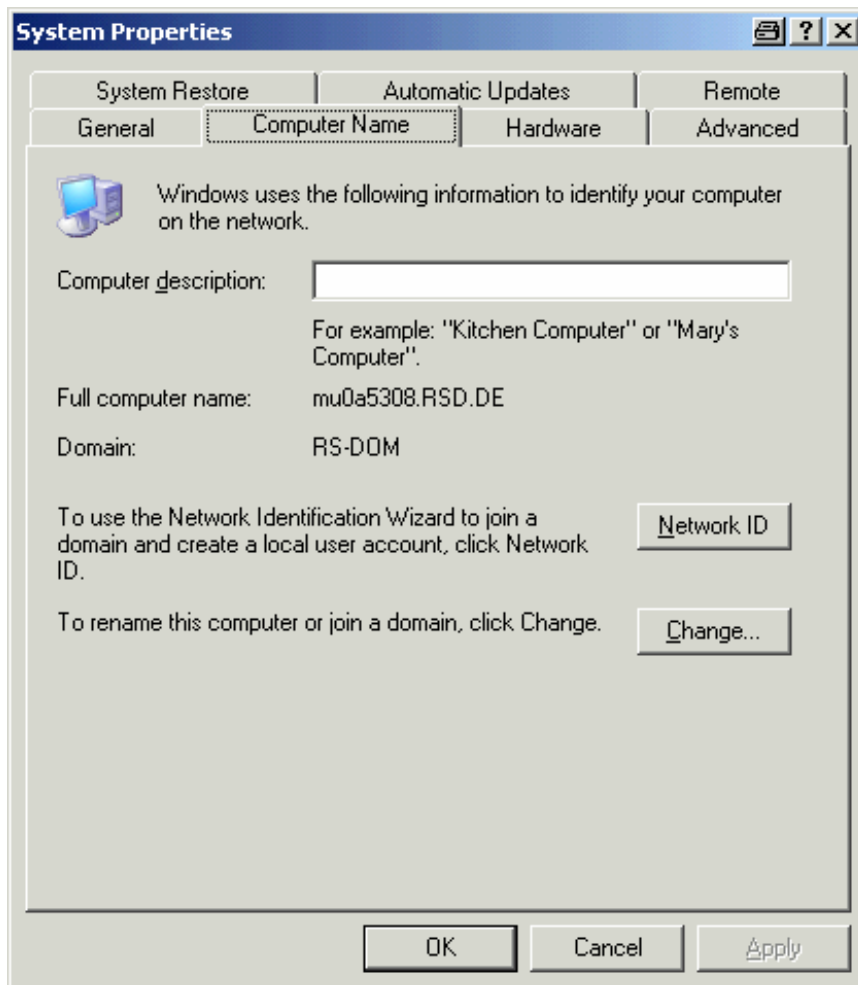 System Properties
System Restore Automatic Updates Remote
General Computer Name Hardware Advanced
Windows uses the following information to identify your computer
on the network.
Computer description:
For example: "Kitchen Computer" or "Mary's
Computer".
Full computer name: mu0a5308.RSD.DE
Domain: RS-DOM
To use the Network Identification Wizard to join a
domain and create a local user account, click Network
ID.
Network ID
To rename this computer or join a domain, click Change.
Change...
OK Cancel Apply